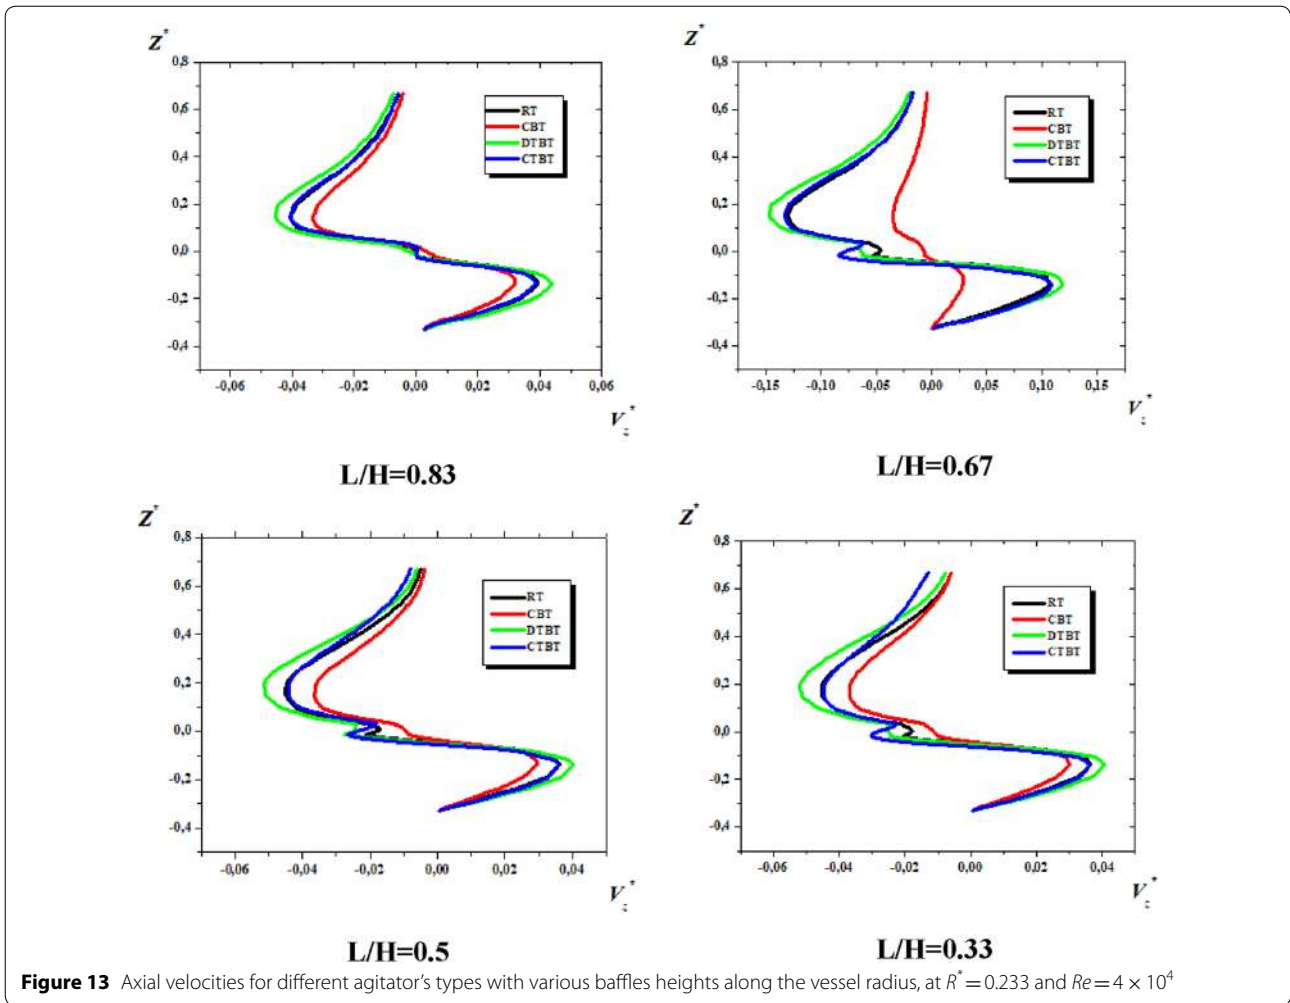 Z*
0,8
0,6
0,4
0,2
0,0
-0,2
-0,4
RT
CBT
DTBT
CTBT
-0,06 -0,04 -0,02 0,00 0,02 0,04 0,06
V_z*
L/H=0.83
Z*
0,8
0,6
0,4
0,2
0,0
-0,2
-0,4
RT
CBT
DTBT
CTBT
-0,15 -0,10 -0,05 0,00 0,05 0,10 0,15
V_z*
L/H=0.67
Z*
0,8
0,6
0,4
0,2
0,0
-0,2
-0,4
RT
CBT
DTBT
CTBT
-0,06 -0,04 -0,02 0,00 0,02 0,04
V_z*
L/H=0.5
Z*
0,8
0,6
0,4
0,2
0,0
-0,2
-0,4
RT
CBT
DTBT
CTBT
-0,06 -0,04 -0,02 0,00 0,02 0,04
V_z*
L/H=0.33
Figure 13 Axial velocities for different agitator’s types with various baffles heights along the vessel radius, at R* = 0.233 and Re = 4 × 10⁴